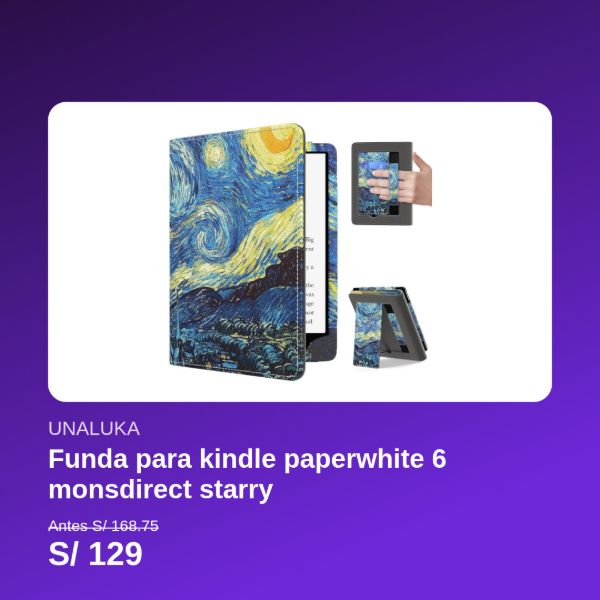 UNALUKA
Funda para kindle paperwhite 6
monsdirect starry
Antes S/ 168.75
S/ 129